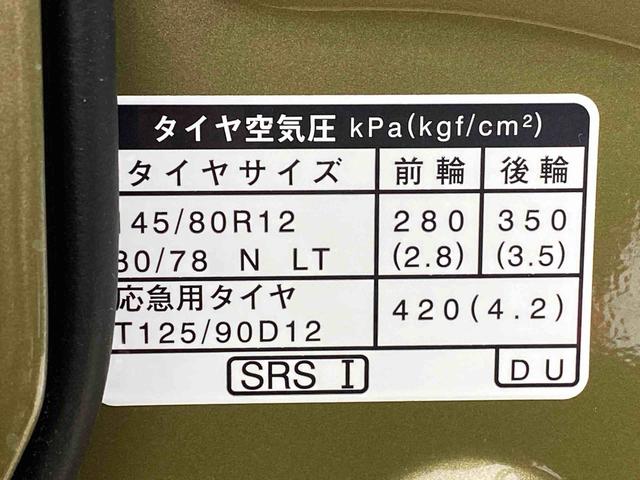 タイヤ空気圧 kPa(kgf/cm²)
タイヤサイズ 前輪 後輪
145/80R12 280 350
80/78 N LT (2.8) (3.5)
応急用タイヤ 420(4.2)
T125/90D12
SRS I
DU